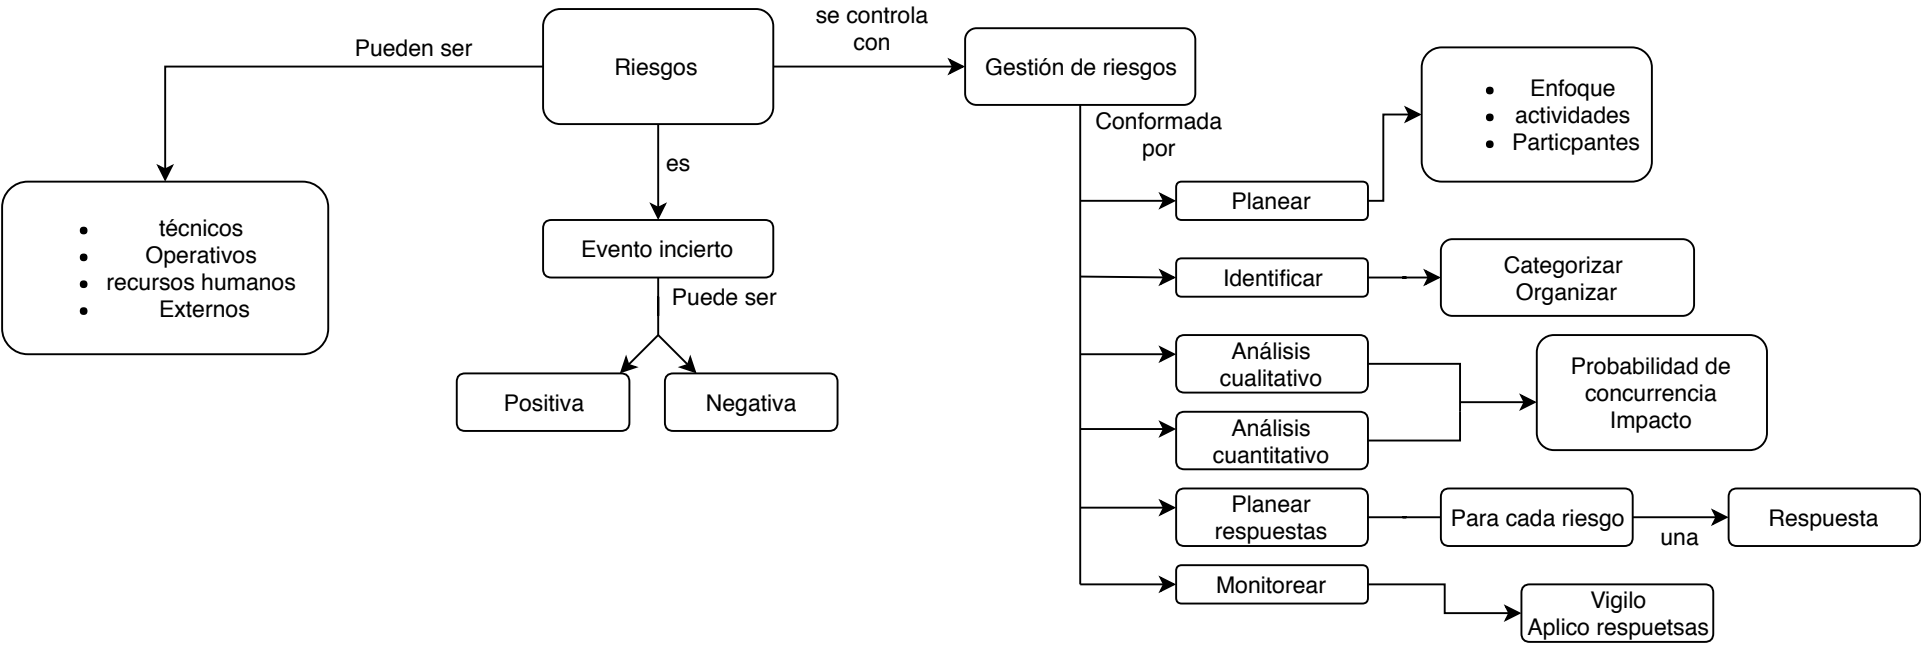 Pueden ser
Riesgos
se controla
con
Gestión de riesgos
• técnicos
• Operativos
• recursos humanos
• Externos
es
Evento incierto
Puede ser
Positiva
Negativa
Conformada
por
Planear
• Enfoque
• actividades
• Particpantes
Identificar
Categorizar
Organizar
Análisis
cualitativo
Análisis
cuantitativo
Probabilidad de
concurrencia
Impacto
Planear
respuestas
Para cada riesgo
una
Respuesta
Monitorear
Vigilo
Aplico respuetsas